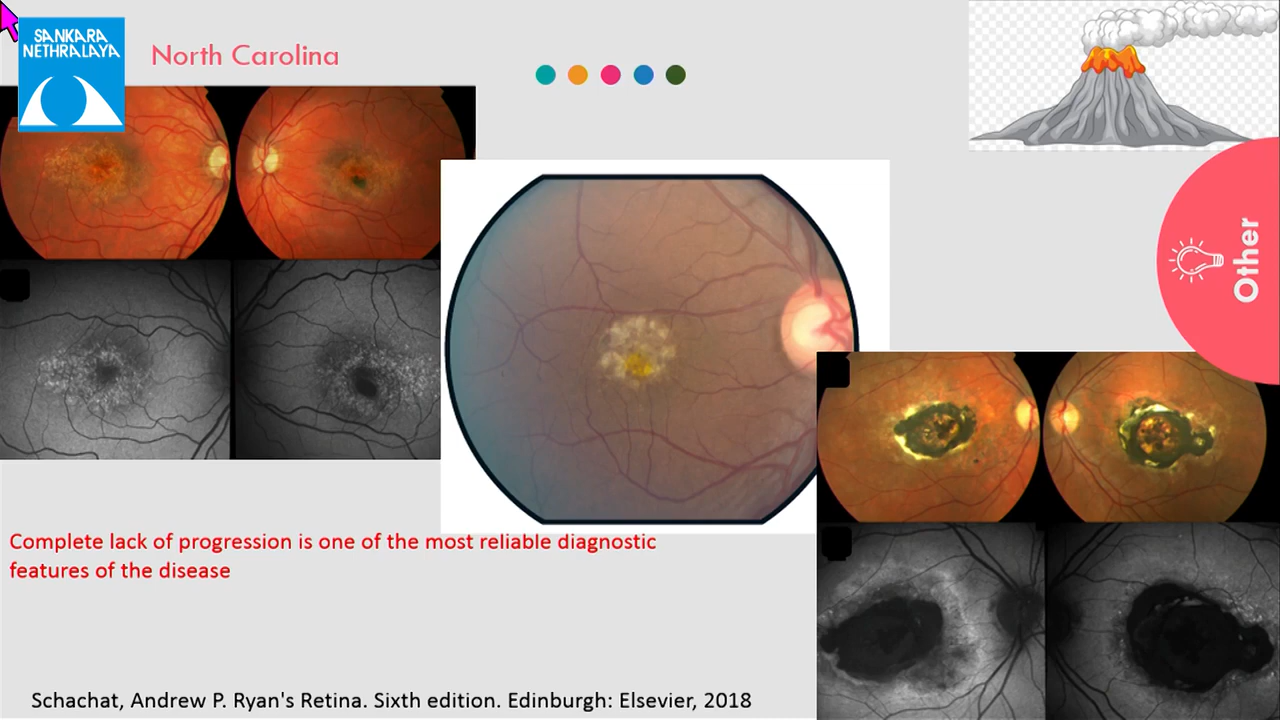 SANKARA
NETHRALAYA
North Carolina
Other
Complete lack of progression is one of the most reliable diagnostic
features of the disease
Schachat, Andrew P. Ryan's Retina. Sixth edition. Edinburgh: Elsevier, 2018